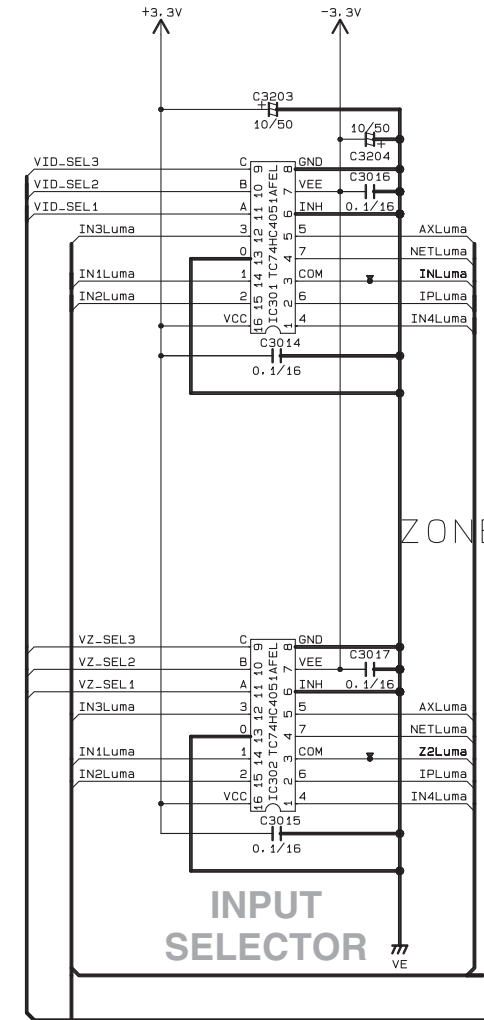 +3.3V -3.3V
C3203
10/50
10/50
C3204
VID_SEL3 C 9 8 GND
C3016
VID_SEL2 B 10 7 VEE
0.1/16
VID_SEL1 A 11 6 INH
IN3Luma 3 12 5 5 AXLuma
0 13 4 7 NETLuma
IN1Luma 1 14 3 COM INLuma
IN2Luma 2 15 2 6 IPLuma
VCC 16 1 4 IN4Luma
IC301 TC74HC4051AFEL
C3014
0.1/16
ZONE
VZ_SEL3 C 9 8 GND
C3017
VZ_SEL2 B 10 7 VEE
0.1/16
VZ_SEL1 A 11 6 INH
IN3Luma 3 12 5 5 AXLuma
0 13 4 7 NETLuma
IN1Luma 1 14 3 COM Z2Luma
IN2Luma 2 15 2 6 IPLuma
VCC 16 1 4 IN4Luma
IC302 TC74HC4051AFEL
C3015
0.1/16
INPUT
SELECTOR
VE